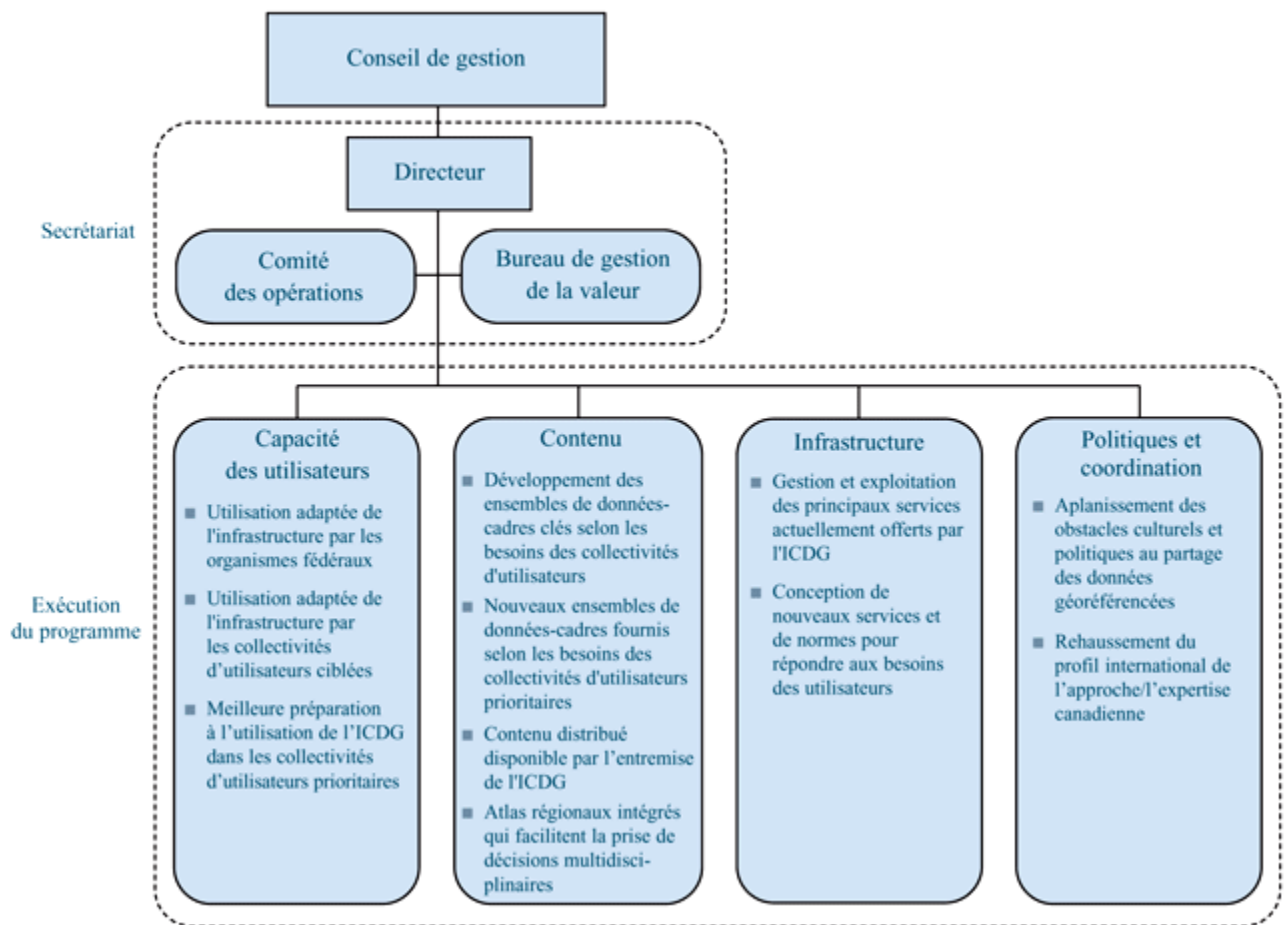 Conseil de gestion
Directeur
Secrétariat
Comité
des opérations
Bureau de gestion
de la valeur
Exécution
du programme
Capacité
des utilisateurs
■ Utilisation adaptée de
l'infrastructure par les
organismes fédéraux
■ Utilisation adaptée de
l'infrastructure par
les collectivités
d’utilisateurs ciblées
■ Meilleure préparation
à l’utilisation de l’ICDG
dans les collectivités
d’utilisateurs prioritaires
Contenu
■ Développement des
ensembles de données-
cadres clés selon les
besoins des collectivités
d'utilisateurs
■ Nouveaux ensembles de
données-cadres fournis
selon les besoins des
collectivités d'utilisateurs
prioritaires
■ Contenu distribué
disponible par l’entremise
de l'ICDG
■ Atlas régionaux intégrés
qui facilitent la prise de
décisions multidisci-
plinaires
Infrastructure
■ Gestion et exploitation
des principaux services
actuellement offerts par
l'ICDG
■ Conception de
nouveaux services et
de normes pour
répondre aux besoins
des utilisateurs
Politiques et
coordination
■ Aplanissement des
obstacles culturels et
politiques au partage
des données
géoréférencées
■ Rehaussement du
profil international de
l’approche/l’expertise
canadienne